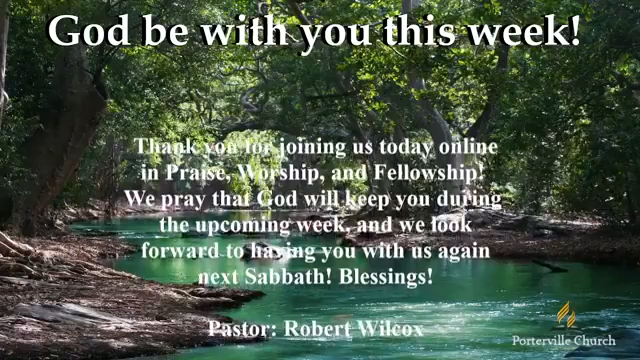 God be with you this week!
Thank you for joining us today online
in Praise, Worship, and Fellowship!
We pray that God will keep you during
the upcoming week, and we look
forward to having you with us again
next Sabbath! Blessings!
Pastor: Robert Wilcox
Porterville Church